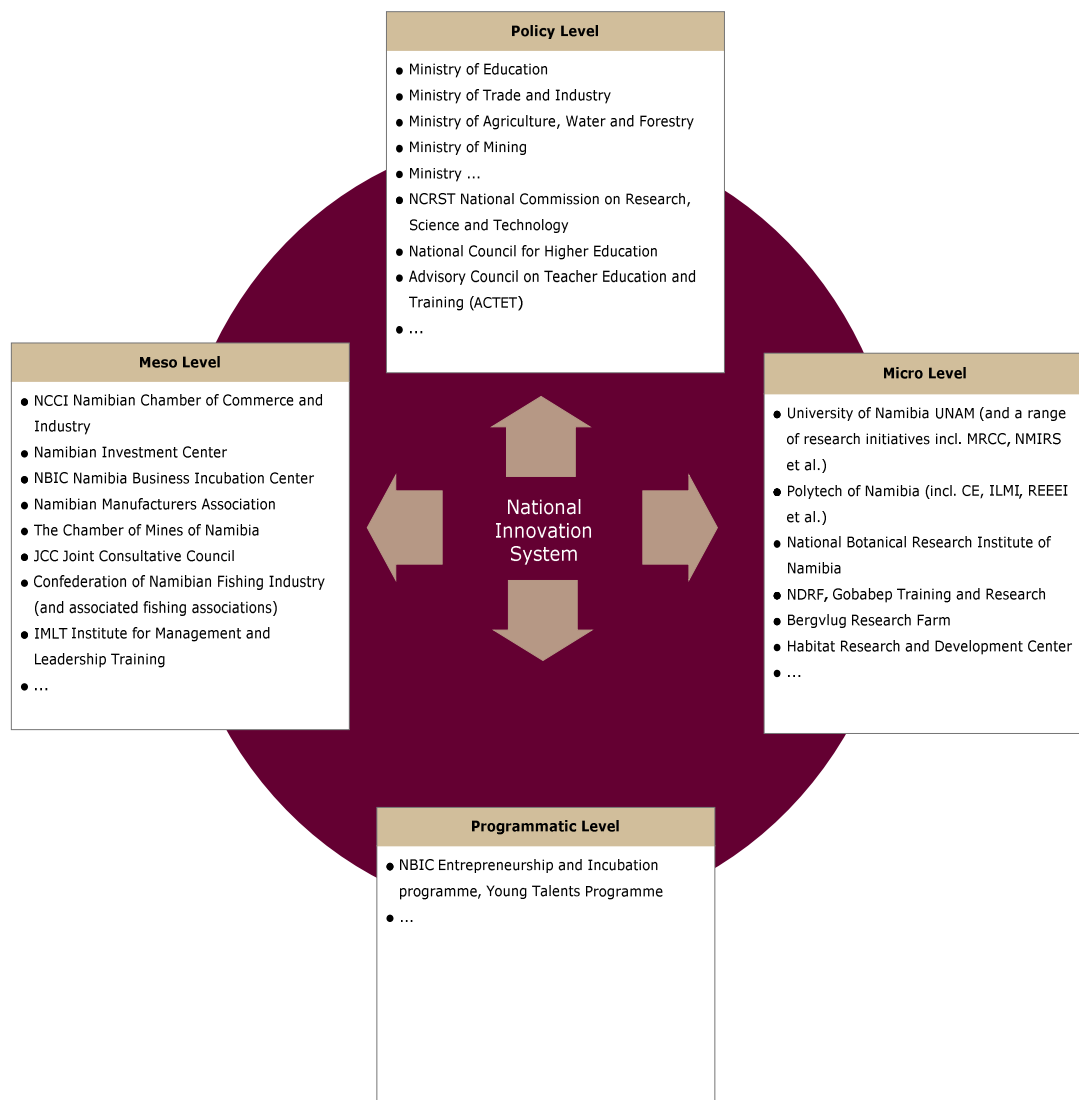 Policy Level
● Ministry of Education
● Ministry of Trade and Industry
● Ministry of Agriculture, Water and Forestry
● Ministry of Mining
● Ministry ...
● NCRST National Commission on Research,
Science and Technology
● National Council for Higher Education
● Advisory Council on Teacher Education and
Training (ACTET)
● ...
Meso Level
● NCCI Namibian Chamber of Commerce and
Industry
● Namibian Investment Center
● NBIC Namibia Business Incubation Center
● Namibian Manufacturers Association
● The Chamber of Mines of Namibia
● JCC Joint Consultative Council
● Confederation of Namibian Fishing Industry
(and associated fishing associations)
● IMLT Institute for Management and
Leadership Training
● ...
National
Innovation
System
Micro Level
● University of Namibia UNAM (and a range
of research initiatives incl. MRCC, NMIRS
et al.)
● Polytech of Namibia (incl. CE, ILMI, REEEI
et al.)
● National Botanical Research Institute of
Namibia
● NDRF, Gobabep Training and Research
● Bergvlug Research Farm
● Habitat Research and Development Center
● ...
Programmatic Level
● NBIC Entrepreneurship and Incubation
programme, Young Talents Programme
● ...